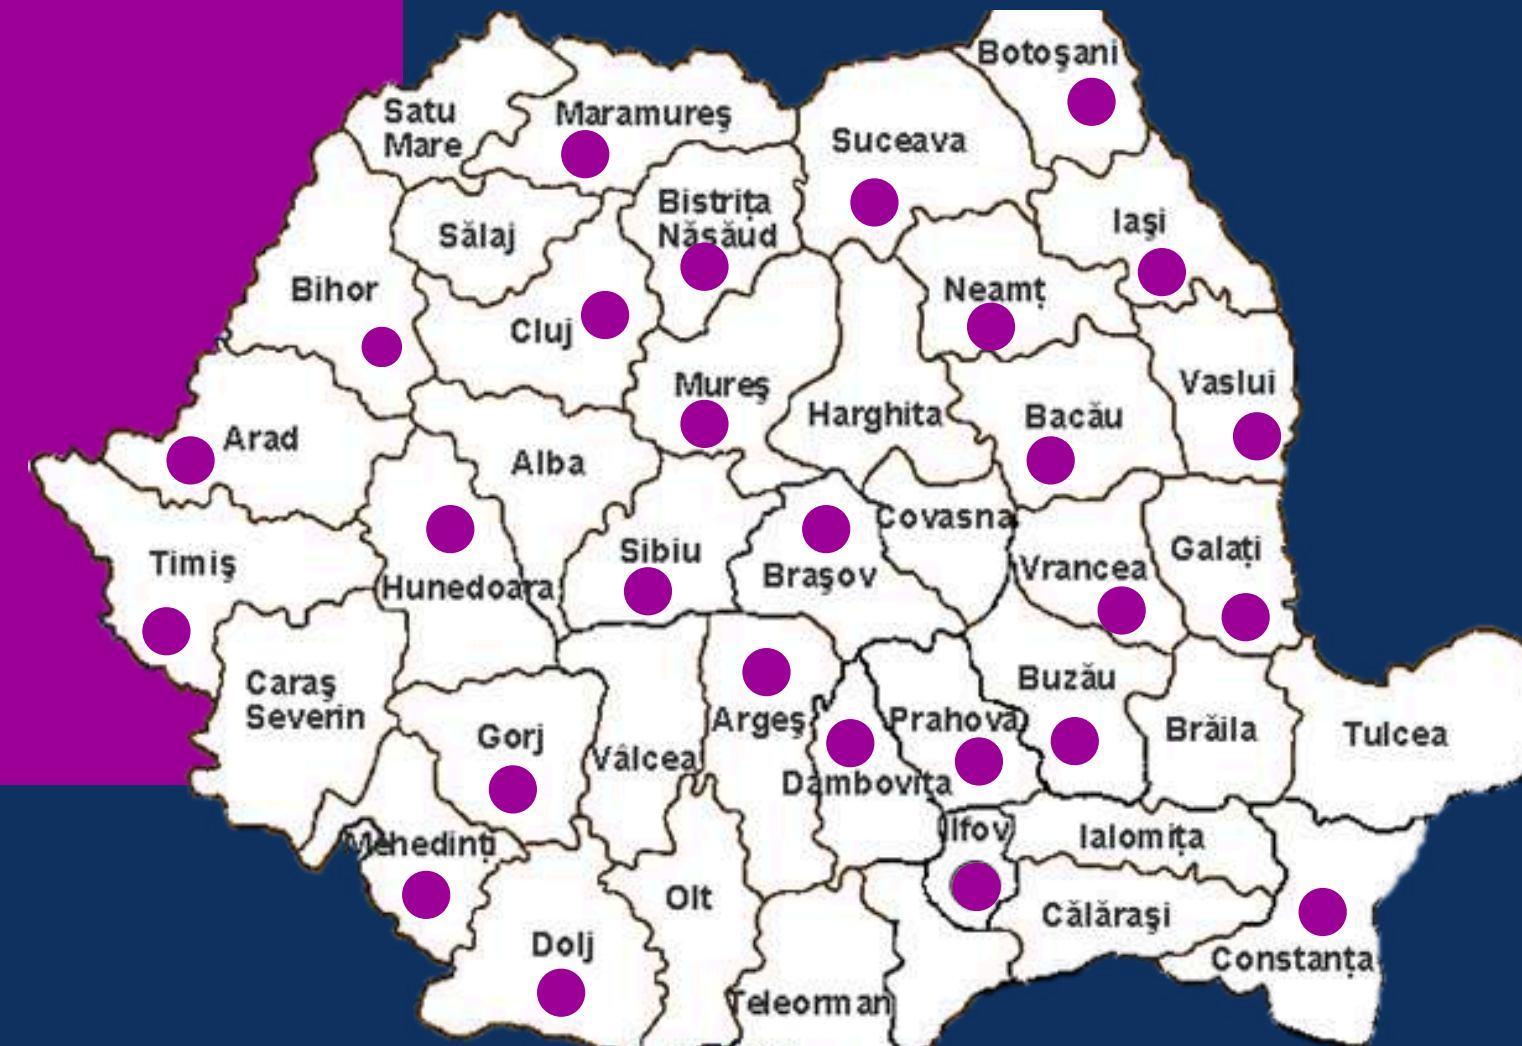 Botoşani
Satu
Mare
Maramureş
Suceava
Bistrița
Năsăud
Iaşi
Sălaj
Bihor
Cluj
Neamț
Mureş
Vaslui
Harghita
Bacău
Arad
Alba
Covasna
Sibiu
Braşov
Vrancea
Galați
Timiş
Hunedoara
Caraş
Severin
Buzău
Argeş
Prahova
Brăila
Tulcea
Gorj
Vâlcea
Dambovița
Ilfov
Ialomița
Mehedinți
Olt
Călăraşi
Dolj
Constanța
Teleorman